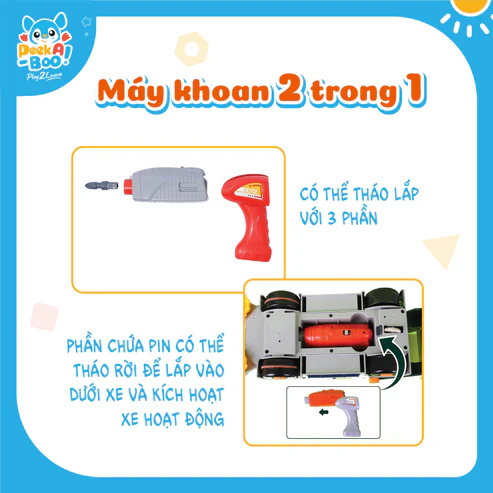 Peek A
Boo!
Play2Learn
Máy khoan 2 trong 1
CÓ THỂ THÁO LẮP
VỚI 3 PHẦN
PHẦN CHỨA PIN CÓ THỂ
THÁO RỜI ĐỂ LẮP VÀO
DƯỚI XE VÀ KÍCH HOẠT
XE HOẠT ĐỘNG